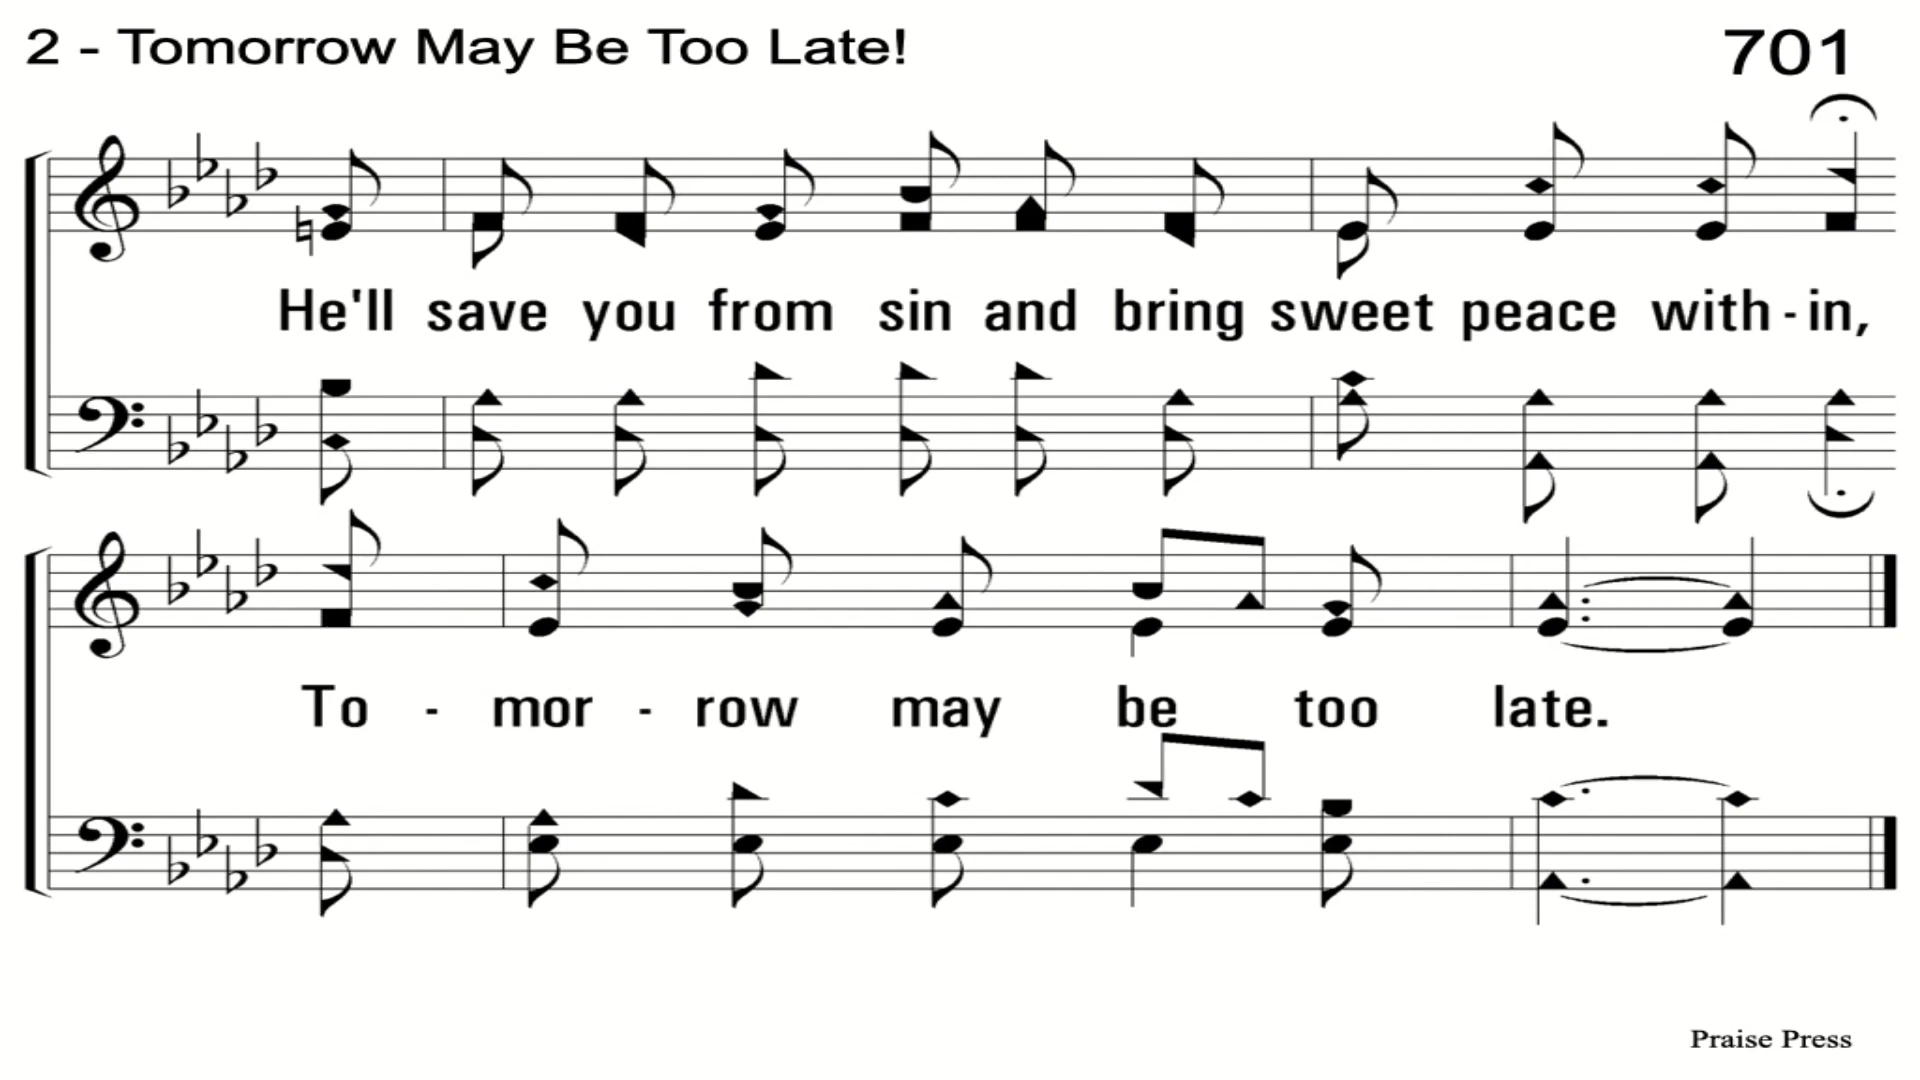 2 - Tomorrow May Be Too Late!
701
He'll save you from sin and bring sweet peace with-in,
To - mor - row may be too late.
Praise Press